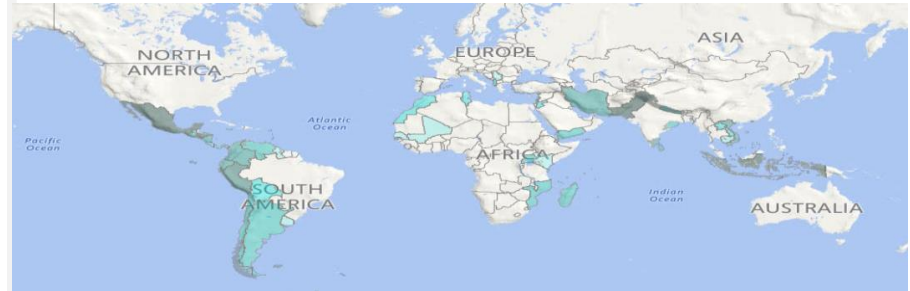 NORTH
AMERICA
EUROPE
ASIA
Atlantic
Ocean
Pacific
Ocean
AFRICA
SOUTH
AMERICA
Indian
Ocean
AUSTRALIA